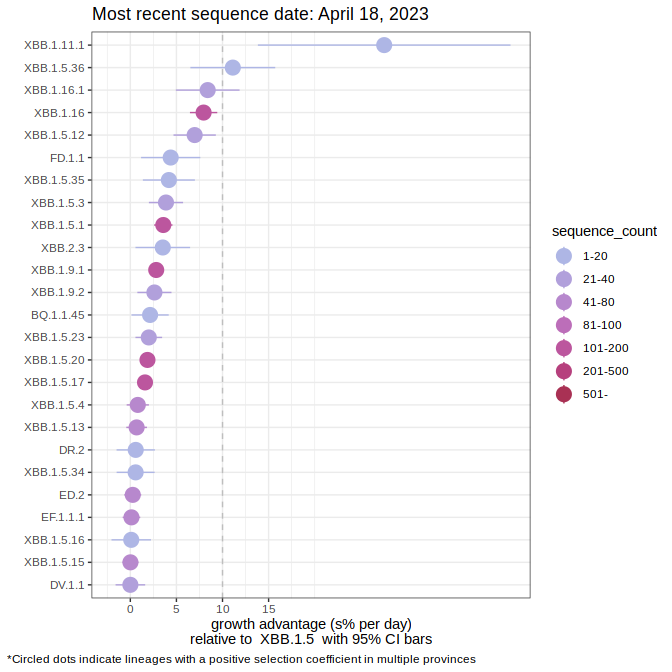 Most recent sequence date: April 18, 2023
XBB.1.11.1
XBB.1.5.36
XBB.1.16.1
XBB.1.16
XBB.1.5.12
FD.1.1
XBB.1.5.35
XBB.1.5.3
XBB.1.5.1
XBB.2.3
XBB.1.9.1
XBB.1.9.2
BQ.1.1.45
XBB.1.5.23
XBB.1.5.20
XBB.1.5.17
XBB.1.5.4
XBB.1.5.13
DR.2
XBB.1.5.34
ED.2
EF.1.1.1
XBB.1.5.16
XBB.1.5.15
DV.1.1
0 5 10 15
growth advantage (s% per day)
relative to XBB.1.5 with 95% CI bars
*Circled dots indicate lineages with a positive selection coefficient in multiple provinces
sequence_count
1-20
21-40
41-80
81-100
101-200
201-500
501-